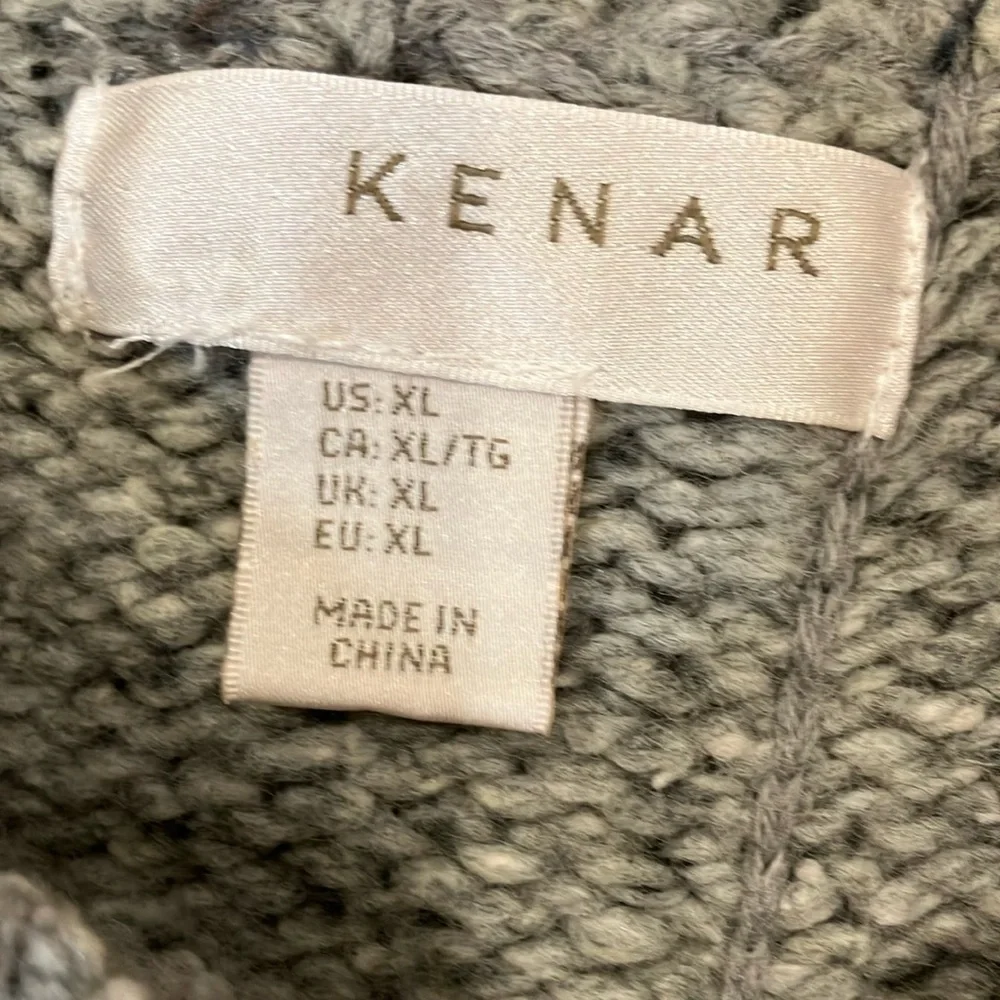 KENAR
US: XL
CA: XL/TG
UK: XL
EU: XL
MADE IN
CHINA